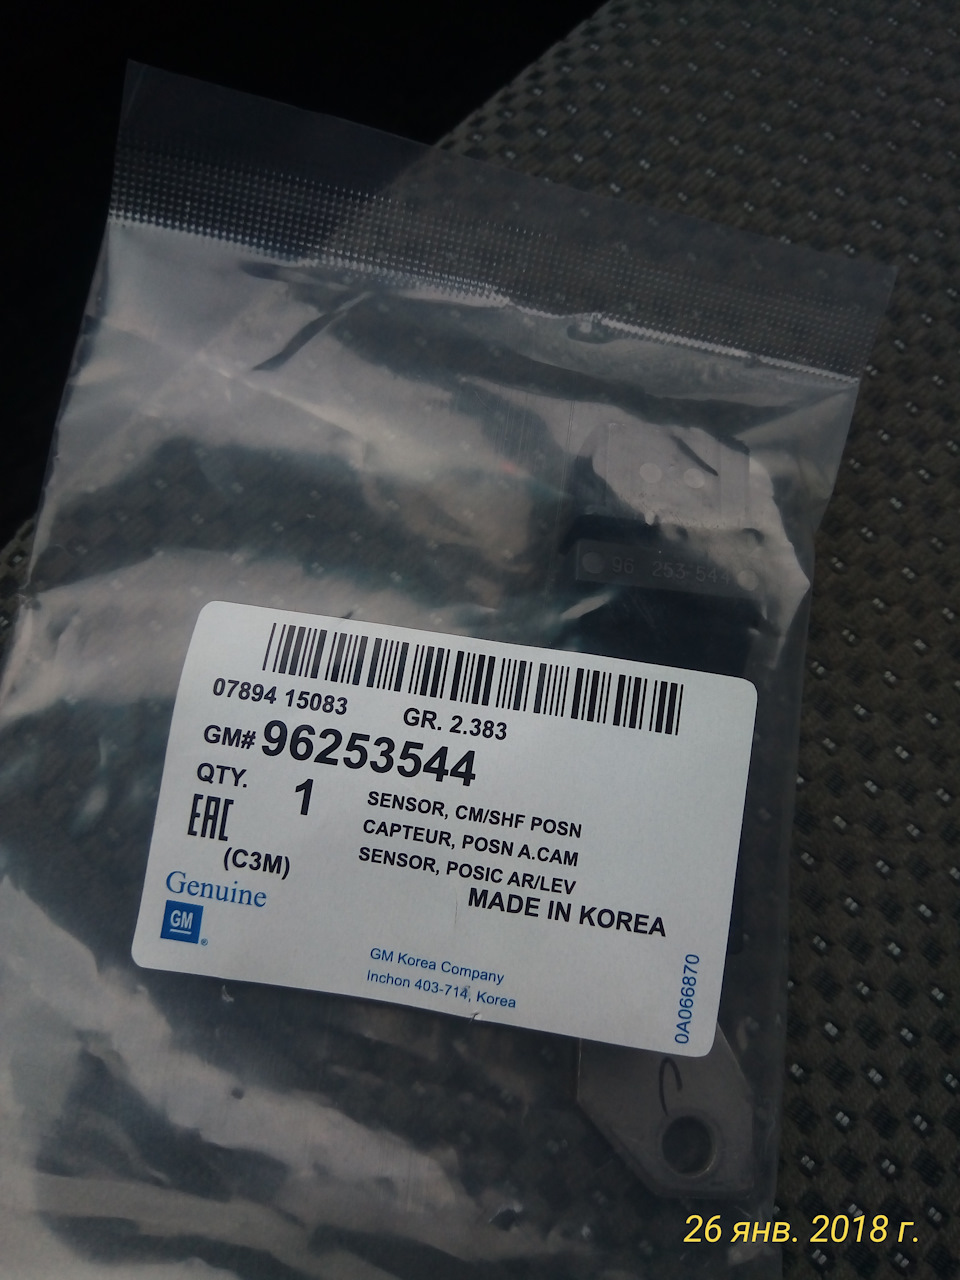 96 253 544
07894 15083 GR. 2.383
GM# 96253544
QTY. 1
SENSOR, CM/SHF POSN
CAPTEUR, POSN A.CAM
SENSOR, POSIC AR/LEV
EAC
(C3M)
MADE IN KOREA
Genuine
GM
®
GM Korea Company
Inchon 403-714, Korea
0A066870
C
26 янв. 2018 г.